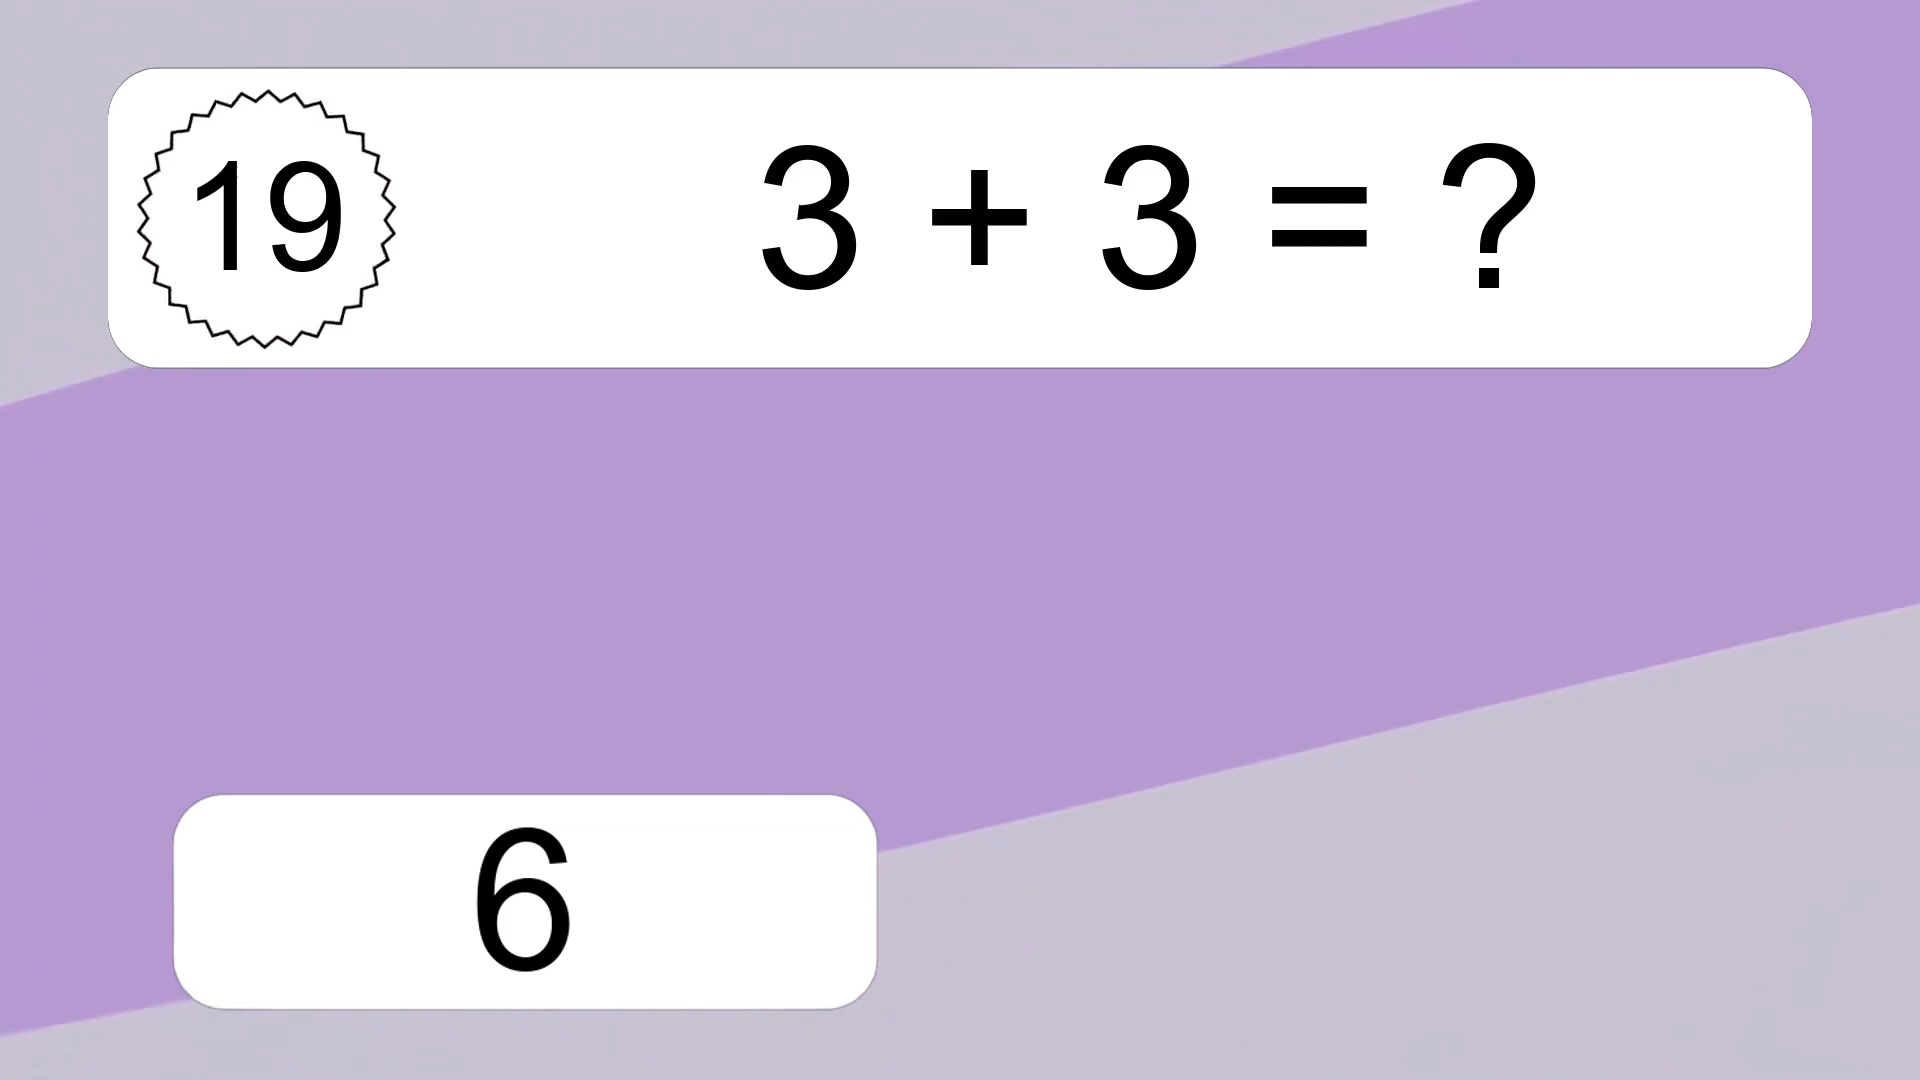 19 3 + 3 = ?
6